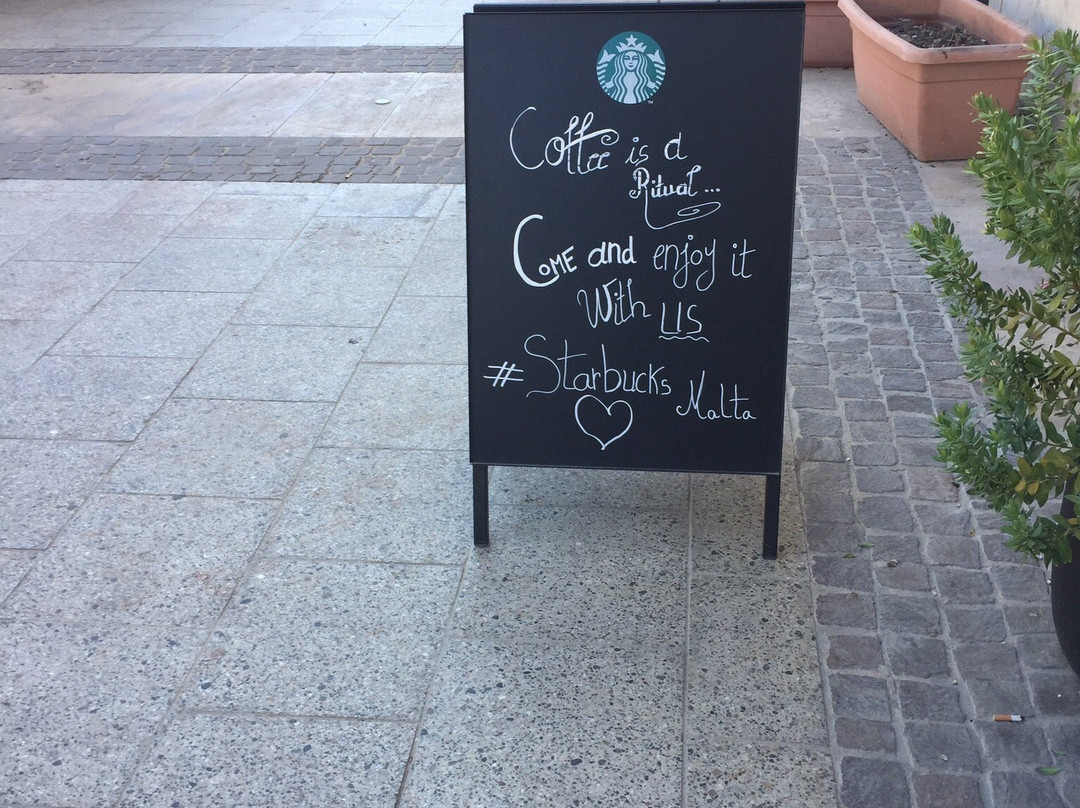 Coffee is a
Ritual...
COME and enjoy it
With US
# Starbucks Malta